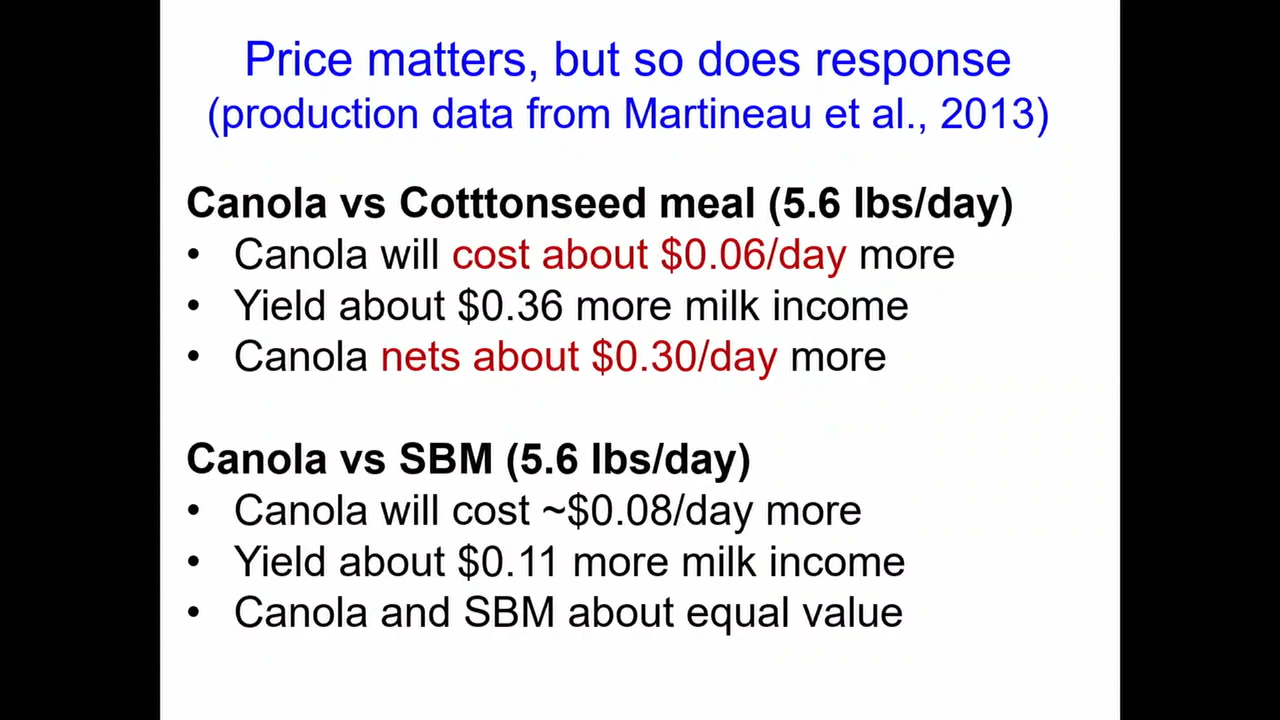 Price matters, but so does response
(production data from Martineau et al., 2013)
Canola vs Cotttonseed meal (5.6 lbs/day)
• Canola will cost about $0.06/day more
• Yield about $0.36 more milk income
• Canola nets about $0.30/day more
Canola vs SBM (5.6 lbs/day)
• Canola will cost ~$0.08/day more
• Yield about $0.11 more milk income
• Canola and SBM about equal value